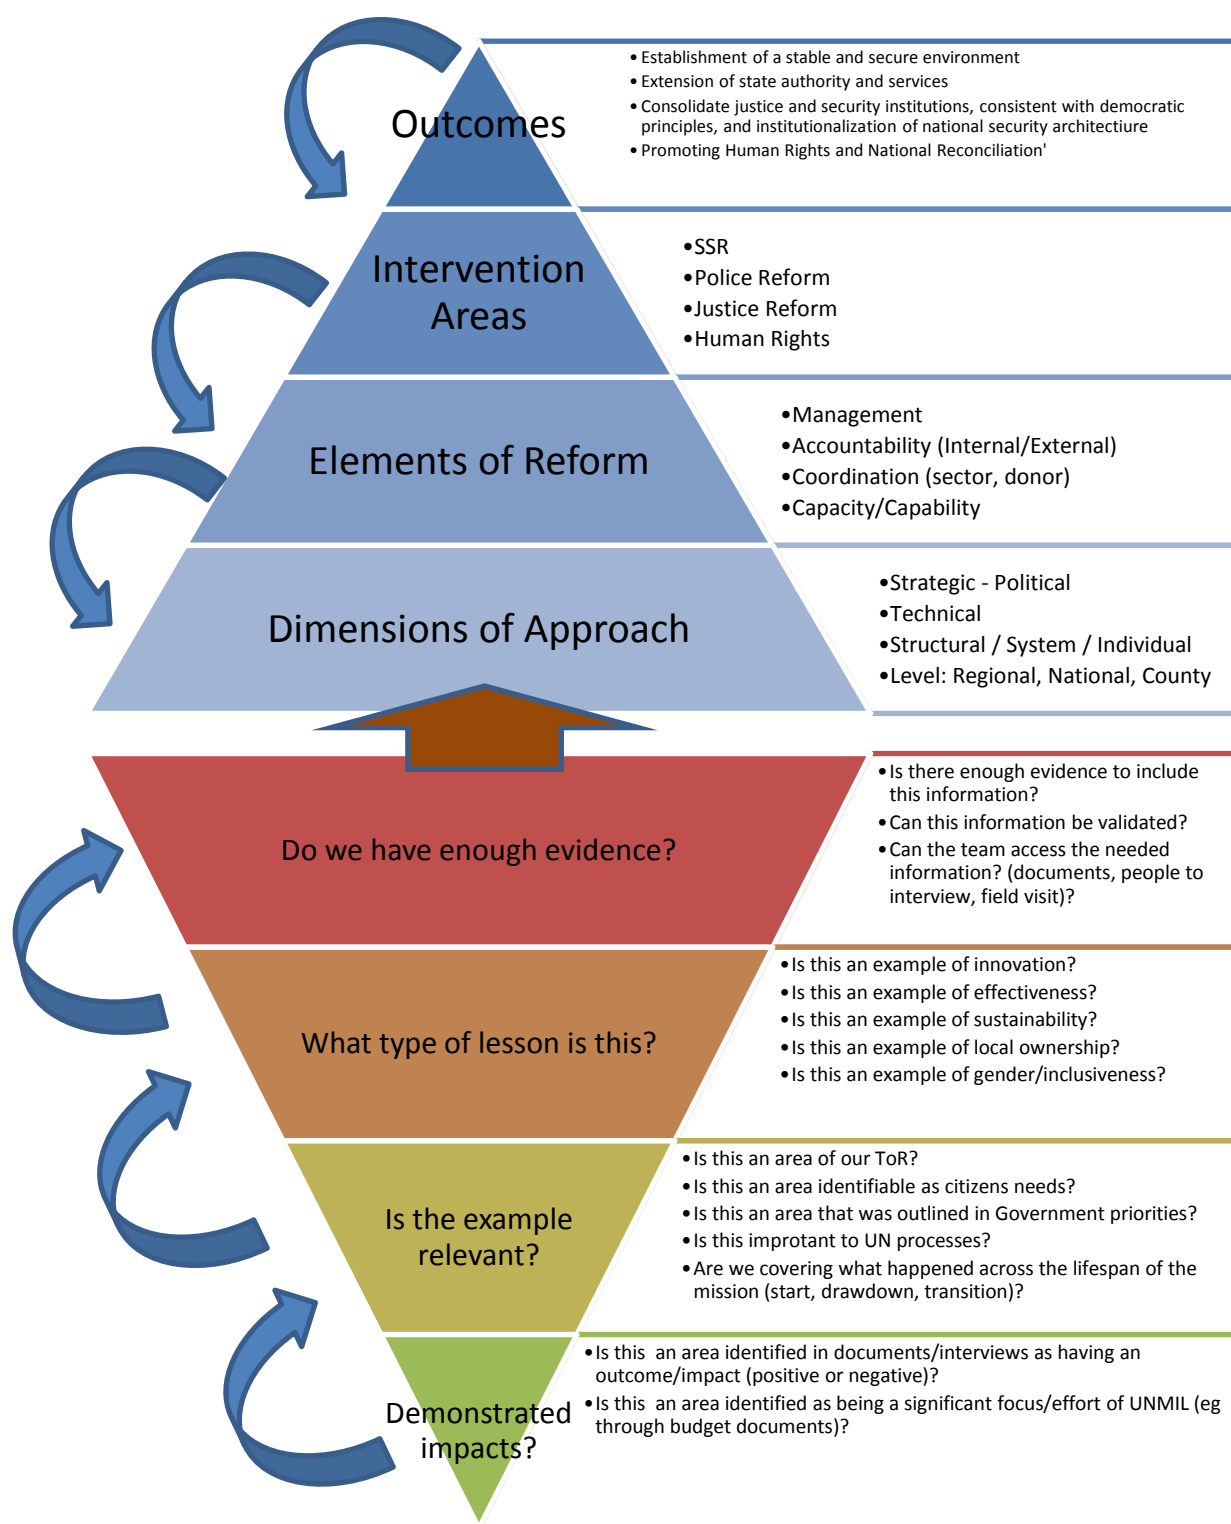 Outcomes
• Establishment of a stable and secure environment
• Extension of state authority and services
• Consolidate justice and security institutions, consistent with democratic
principles, and institutionalization of national security architectiure
• Promoting Human Rights and National Reconciliation'
Intervention
Areas
•SSR
•Police Reform
•Justice Reform
•Human Rights
Elements of Reform
•Management
•Accountability (Internal/External)
•Coordination (sector, donor)
•Capacity/Capability
Dimensions of Approach
•Strategic - Political
•Technical
•Structural / System / Individual
•Level: Regional, National, County
Do we have enough evidence?
• Is there enough evidence to include
this information?
• Can this information be validated?
• Can the team access the needed
information? (documents, people to
interview, field visit)?
What type of lesson is this?
• Is this an example of innovation?
• Is this an example of effectiveness?
• Is this an example of sustainability?
• Is this an example of local ownership?
• Is this an example of gender/inclusiveness?
Is the example
relevant?
• Is this an area of our ToR?
• Is this an area identifiable as citizens needs?
• Is this an area that was outlined in Government priorities?
• Is this improtant to UN processes?
• Are we covering what happened across the lifespan of the
mission (start, drawdown, transition)?
Demonstrated
impacts?
• Is this an area identified in documents/interviews as having an
outcome/impact (positive or negative)?
• Is this an area identified as being a significant focus/effort of UNMIL (eg
through budget documents)?